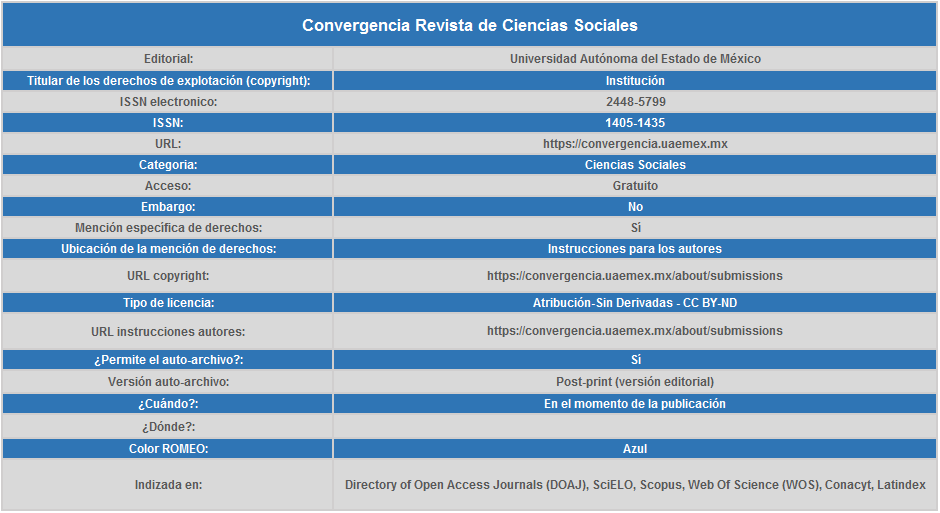 Convergencia Revista de Ciencias Sociales
Editorial: Universidad Autónoma del Estado de México
Titular de los derechos de explotación (copyright): Institución
ISSN electronico: 2448-5799
ISSN: 1405-1435
URL: https://convergencia.uaemex.mx
Categoria: Ciencias Sociales
Acceso: Gratuito
Embargo: No
Mención específica de derechos: Sí
Ubicación de la mención de derechos: Instrucciones para los autores
URL copyright: https://convergencia.uaemex.mx/about/submissions
Tipo de licencia: Atribución-Sin Derivadas - CC BY-ND
URL instrucciones autores: https://convergencia.uaemex.mx/about/submissions
¿Permite el auto-archivo?: Sí
Versión auto-archivo: Post-print (versión editorial)
¿Cuándo?: En el momento de la publicación
¿Dónde?:
Color ROMEO: Azul
Indizada en: Directory of Open Access Journals (DOAJ), SciELO, Scopus, Web Of Science (WOS), Conacyt, Latindex